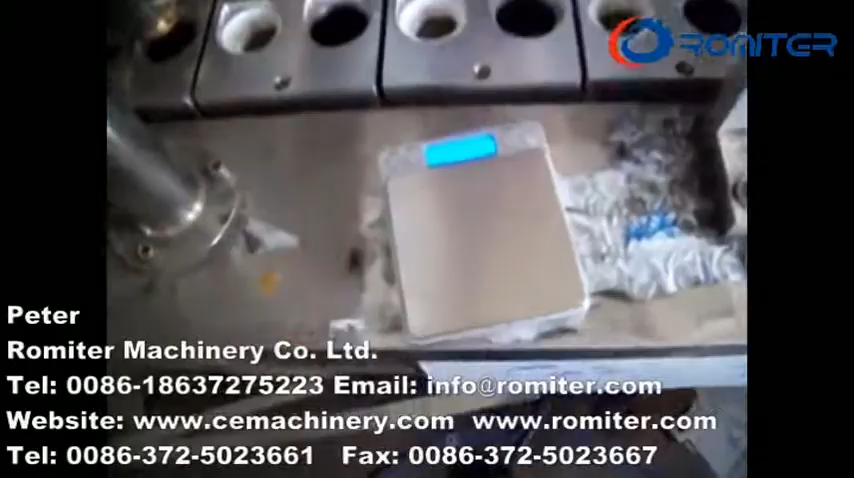 ROMITER
Peter
Romiter Machinery Co. Ltd.
Tel: 0086-18637275223 Email: info@romiter.com
Website: www.cemachinery.com www.romiter.com
Tel: 0086-372-5023661 Fax: 0086-372-5023667